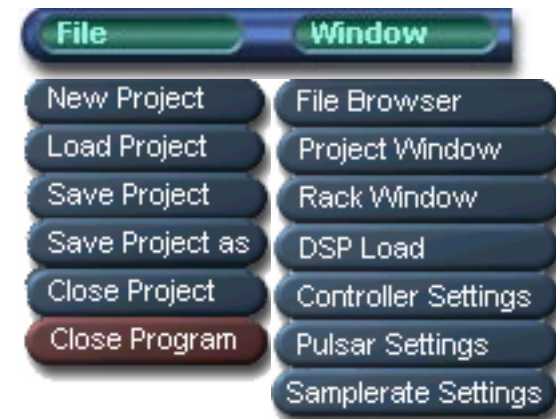 File
New Project
Load Project
Save Project
Save Project as
Close Project
Close Program
Window
File Browser
Project Window
Rack Window
DSP Load
Controller Settings
Pulsar Settings
Samplerate Settings